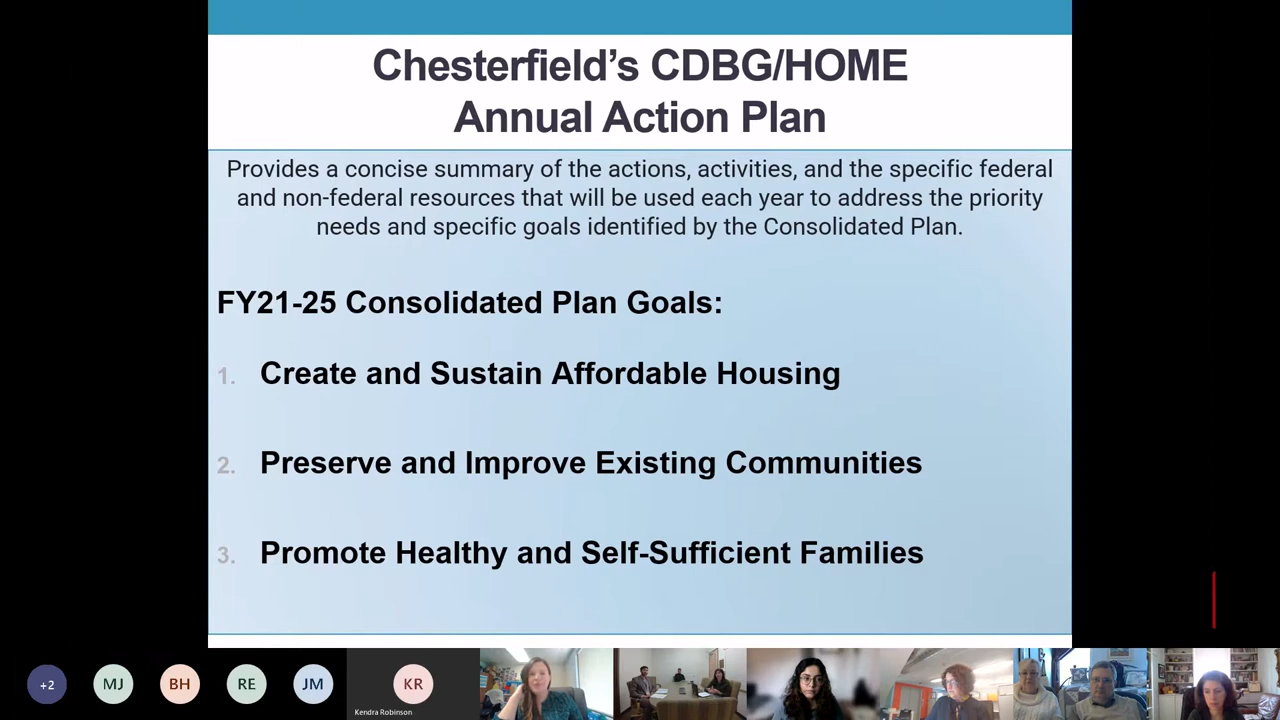 Chesterfield’s CDBG/HOME
Annual Action Plan
Provides a concise summary of the actions, activities, and the specific federal
and non-federal resources that will be used each year to address the priority
needs and specific goals identified by the Consolidated Plan.
FY21-25 Consolidated Plan Goals:
1. Create and Sustain Affordable Housing
2. Preserve and Improve Existing Communities
3. Promote Healthy and Self-Sufficient Families
+2 MJ BH RE JM KR
Kendra Robinson